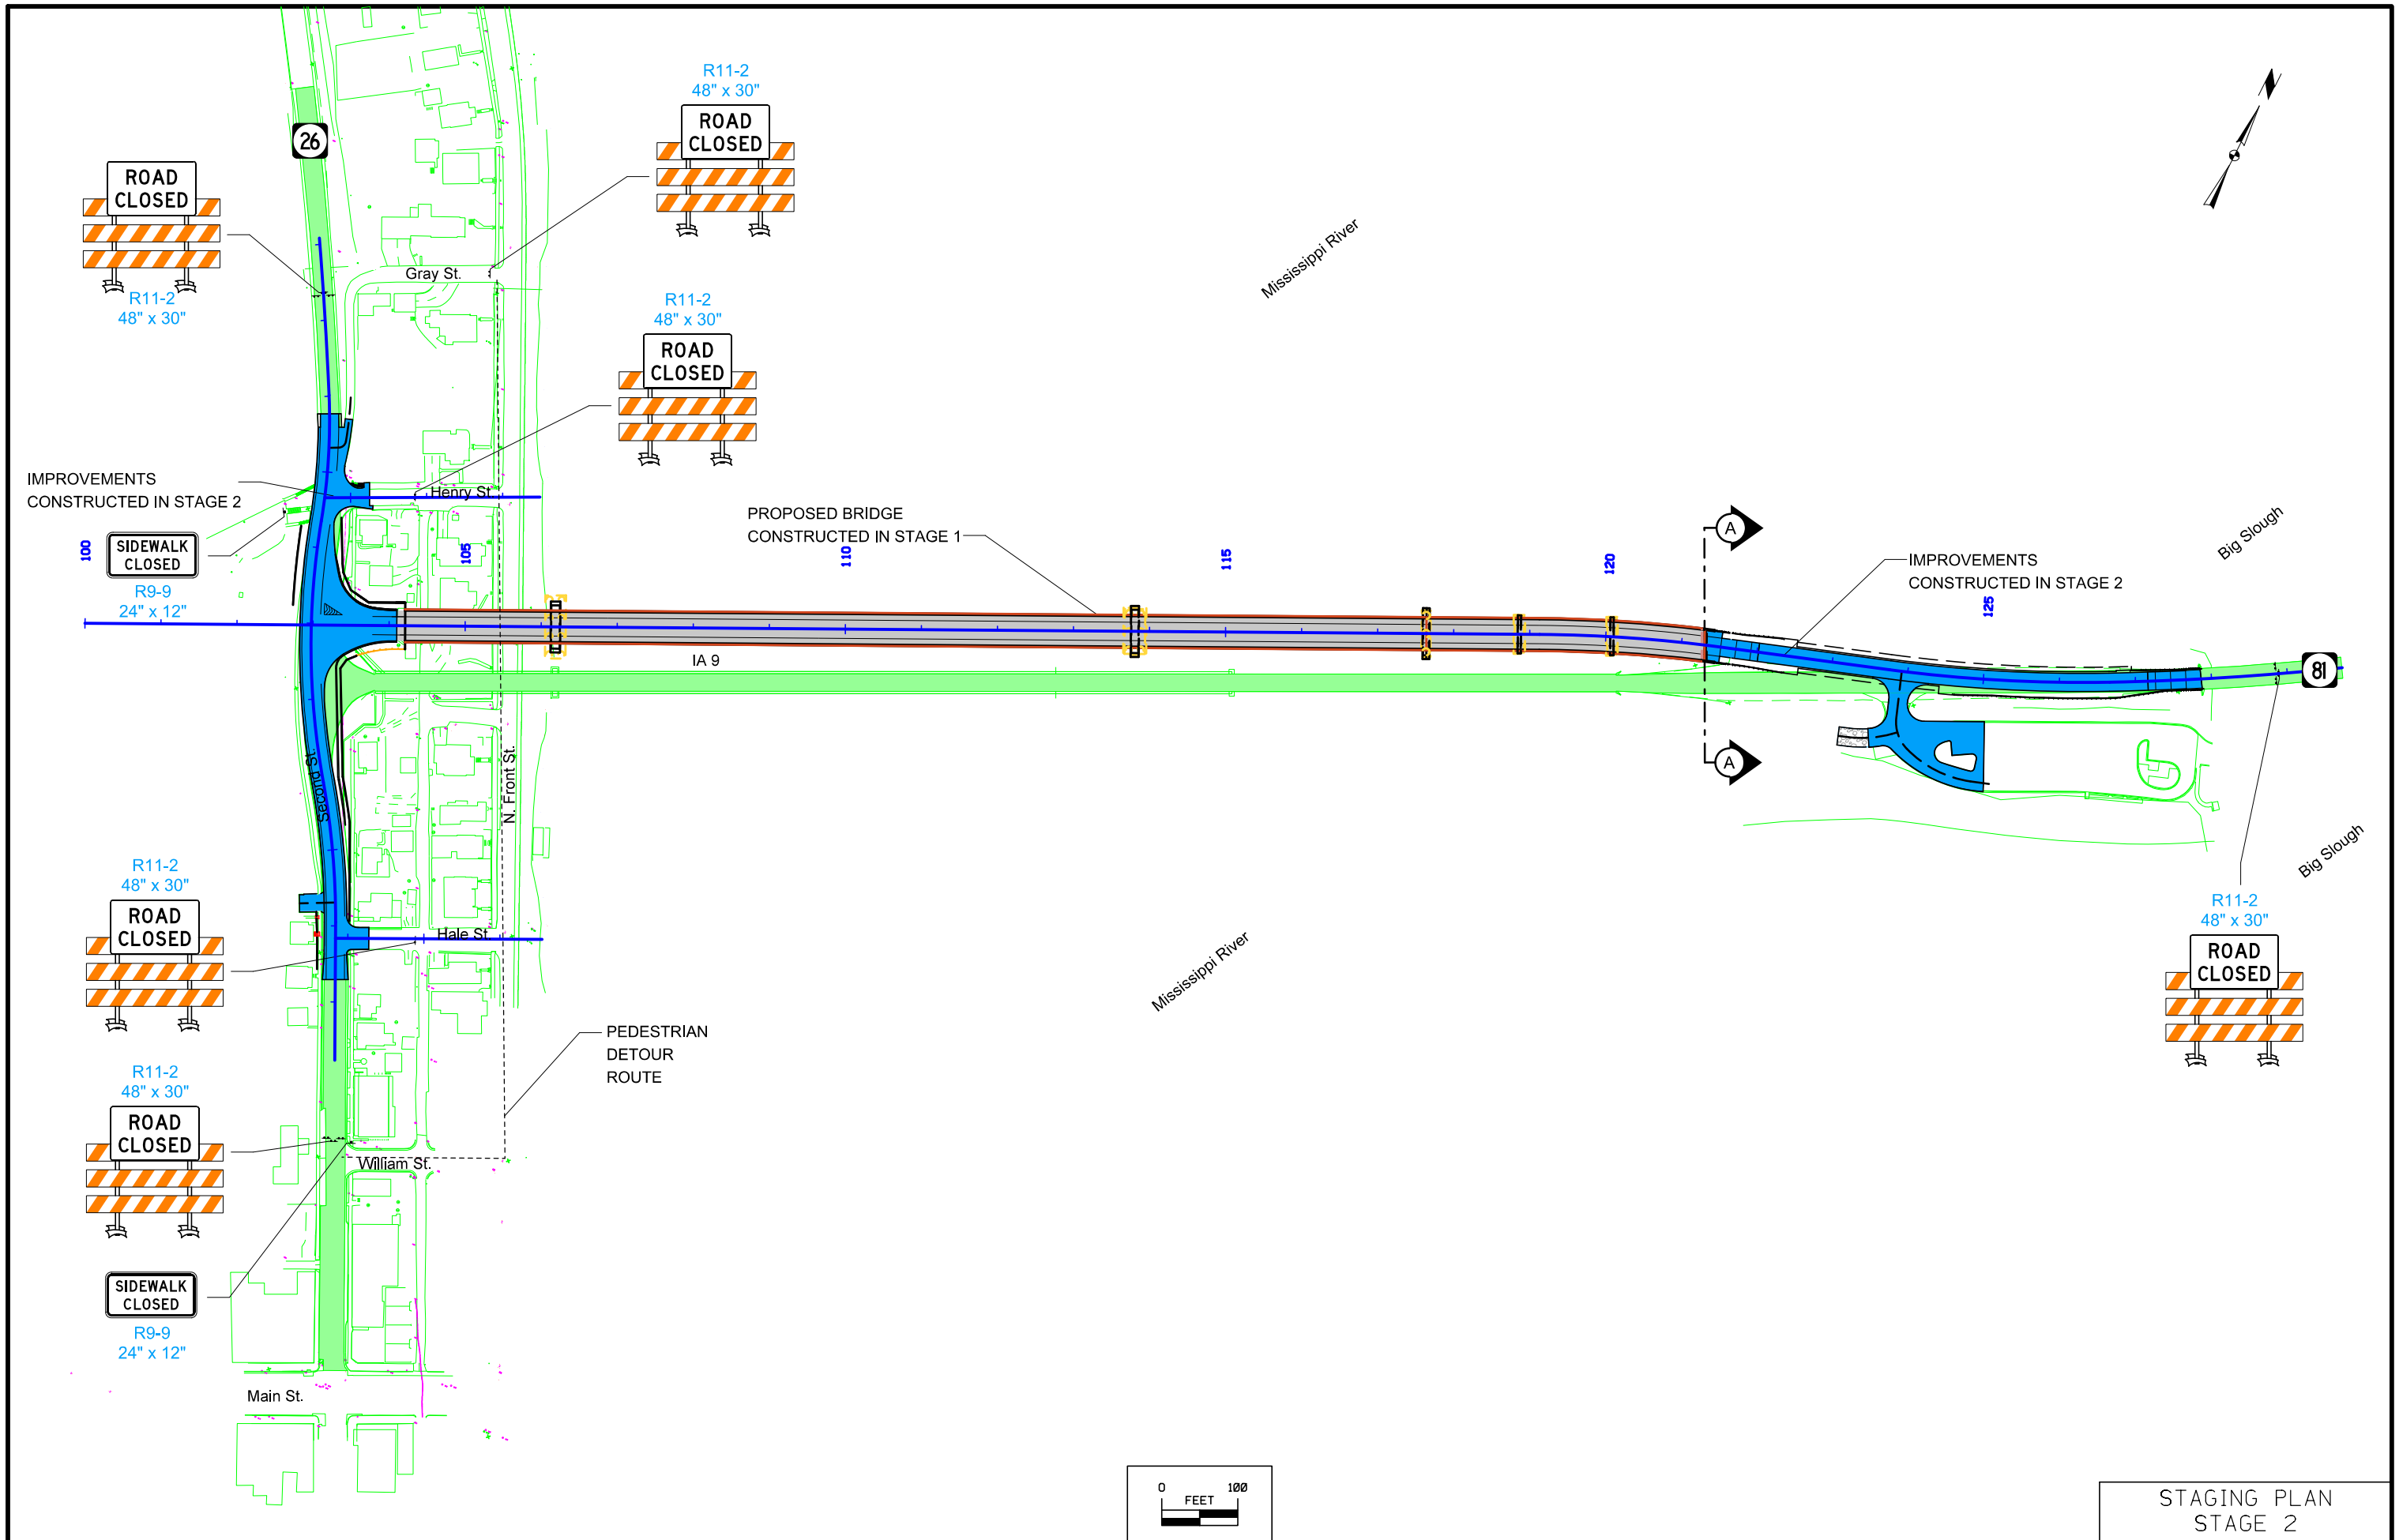 R11-2
48" x 30"
ROAD
CLOSED
26
ROAD
CLOSED
R11-2
48" x 30"
Gray St.
R11-2
48" x 30"
ROAD
CLOSED
Mississippi River
IMPROVEMENTS
CONSTRUCTED IN STAGE 2
Henry St.
SIDEWALK
CLOSED
R9-9
24" x 12"
100
105
110
115
120
125
PROPOSED BRIDGE
CONSTRUCTED IN STAGE 1
A
IMPROVEMENTS
CONSTRUCTED IN STAGE 2
Big Slough
IA 9
81
A
Second St.
N. Front St.
Big Slough
R11-2
48" x 30"
ROAD
CLOSED
Hale St.
Mississippi River
R11-2
48" x 30"
ROAD
CLOSED
PEDESTRIAN
DETOUR
ROUTE
R11-2
48" x 30"
ROAD
CLOSED
William St.
SIDEWALK
CLOSED
R9-9
24" x 12"
Main St.
0 100
FEET
STAGING PLAN
STAGE 2